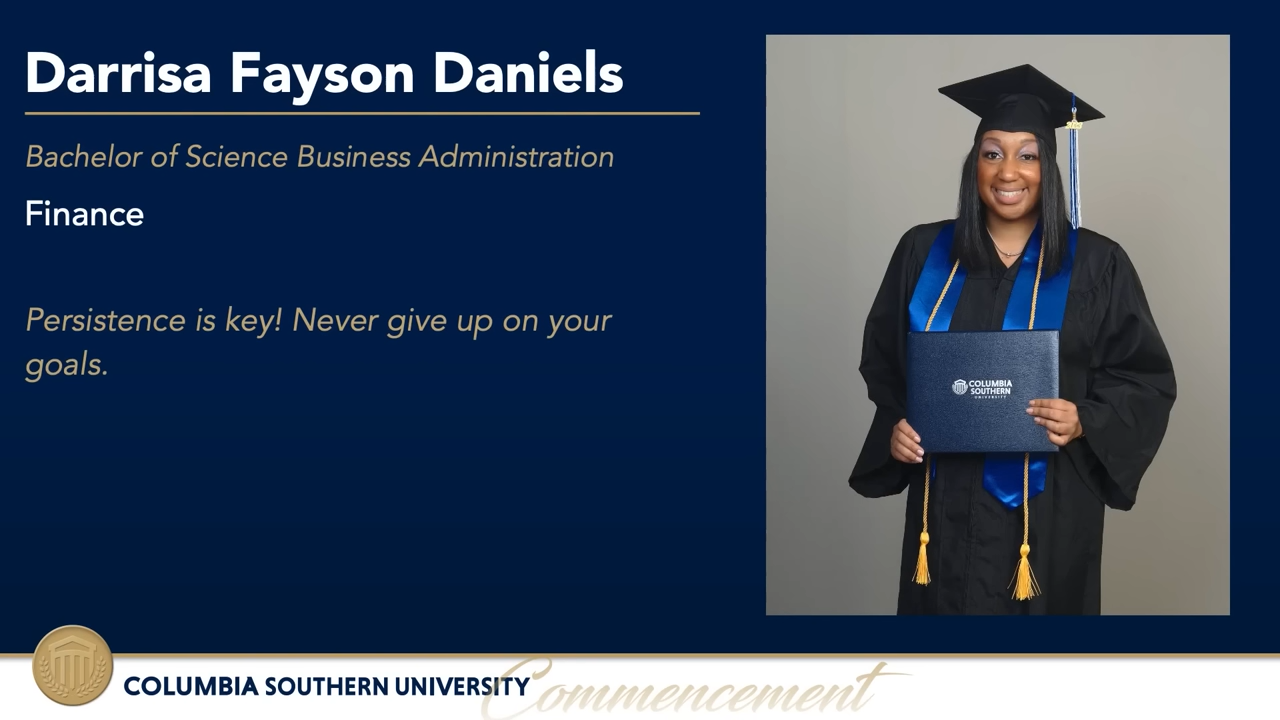 Darrisa Fayson Daniels
Bachelor of Science Business Administration
Finance
Persistence is key! Never give up on your
goals.
COLUMBIA
SOUTHERN
UNIVERSITY
COLUMBIA SOUTHERN UNIVERSITY
Commencement